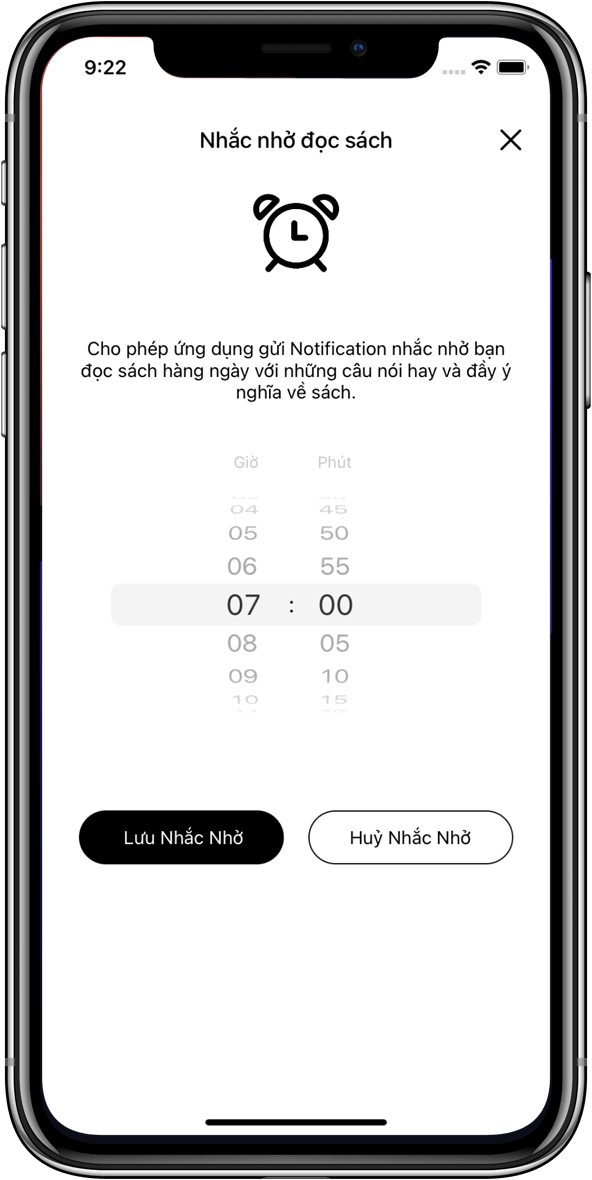 9:22
Nhắc nhở đọc sách
Cho phép ứng dụng gửi Notification nhắc nhở bạn
đọc sách hàng ngày với những câu nói hay và đầy ý
nghĩa về sách.
Giờ Phút
04 45
05 50
06 55
07 : 00
08 05
09 10
10 15
Lưu Nhắc Nhở Huỷ Nhắc Nhở